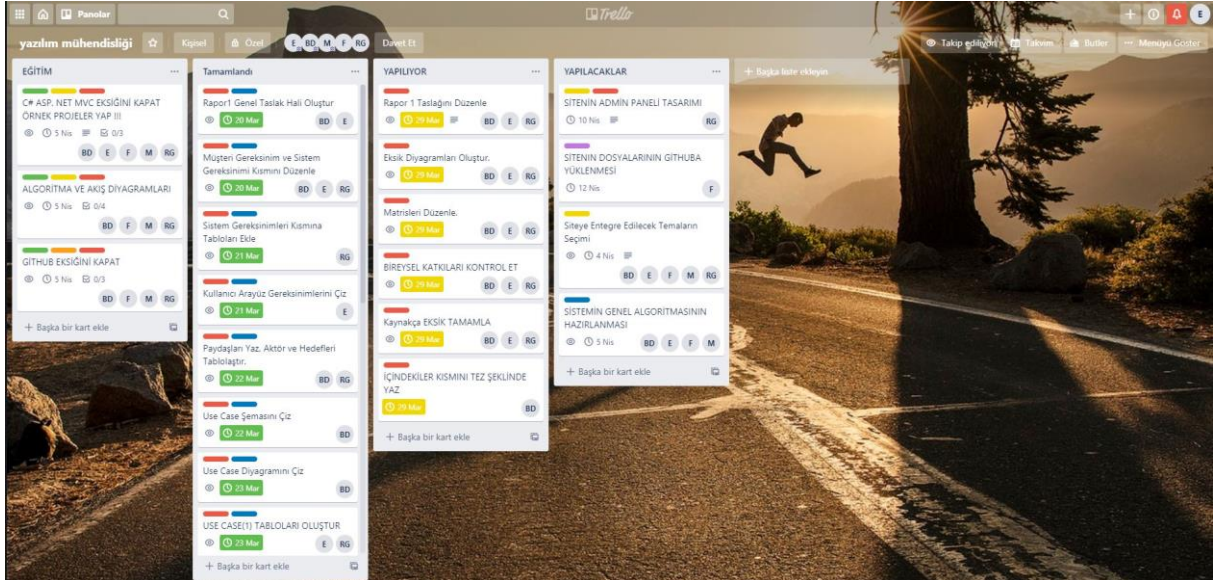 Panolar
Trello
E
yazılım mühendisliği
Kişisel
Özel
E BD M F RG
Davet Et
Takip ediliyor
Takvim
Butler
Menüyü Göster
EĞİTİM
C# ASP. NET MVC EKSİĞİNİ KAPAT
ÖRNEK PROJELER YAP !!!
5 Nis 0/3
BD E F M RG
ALGORİTMA VE AKIŞ DİYAGRAMLARI
5 Nis 0/4
BD F M RG
GİTHUB EKSİĞİNİ KAPAT
5 Nis 0/3
BD F M RG
+ Başka bir kart ekle
Tamamlandı
Rapor1 Genel Taslak Hali Oluştur
20 Mar BD E
Müşteri Gereksinim ve Sistem
Gereksinimi Kısmını Düzenle
20 Mar BD E RG
Sistem Gereksinimleri Kısmına
Tabloları Ekle
21 Mar RG
Kullanıcı Arayüz Gereksinimlerini Çiz
21 Mar E
Paydaşları Yaz. Aktör ve Hedefleri
Tablolaştır.
22 Mar BD RG
Use Case Şemasını Çiz
22 Mar BD
Use Case Diyagramını Çiz
23 Mar BD
USE CASE(1) TABLOLARI OLUŞTUR
23 Mar E RG
+ Başka bir kart ekle
YAPILIYOR
Rapor 1 Taslağını Düzenle
29 Mar BD E RG
Eksik Diyagramları Oluştur.
29 Mar BD E RG
Matrisleri Düzenle.
29 Mar BD E RG
BİREYSEL KATKILARI KONTROL ET
29 Mar BD E RG
Kaynakça EKSİK TAMAMLA
29 Mar BD E RG
İÇİNDEKİLER KISMINI TEZ ŞEKLİNDE
YAZ
29 Mar BD
+ Başka bir kart ekle
YAPILACAKLAR
SİTENİN ADMİN PANELİ TASARIMI
10 Nis RG
SİTENİN DOSYALARININ GİTHUBA
YÜKLENMESİ
12 Nis F
Siteye Entegre Edilecek Temaların
Seçimi
4 Nis
BD E F M RG
SİSTEMİN GENEL ALGORİTMASININ
HAZIRLANMASI
5 Nis BD E F M
+ Başka bir kart ekle
+ Başka liste ekleyin